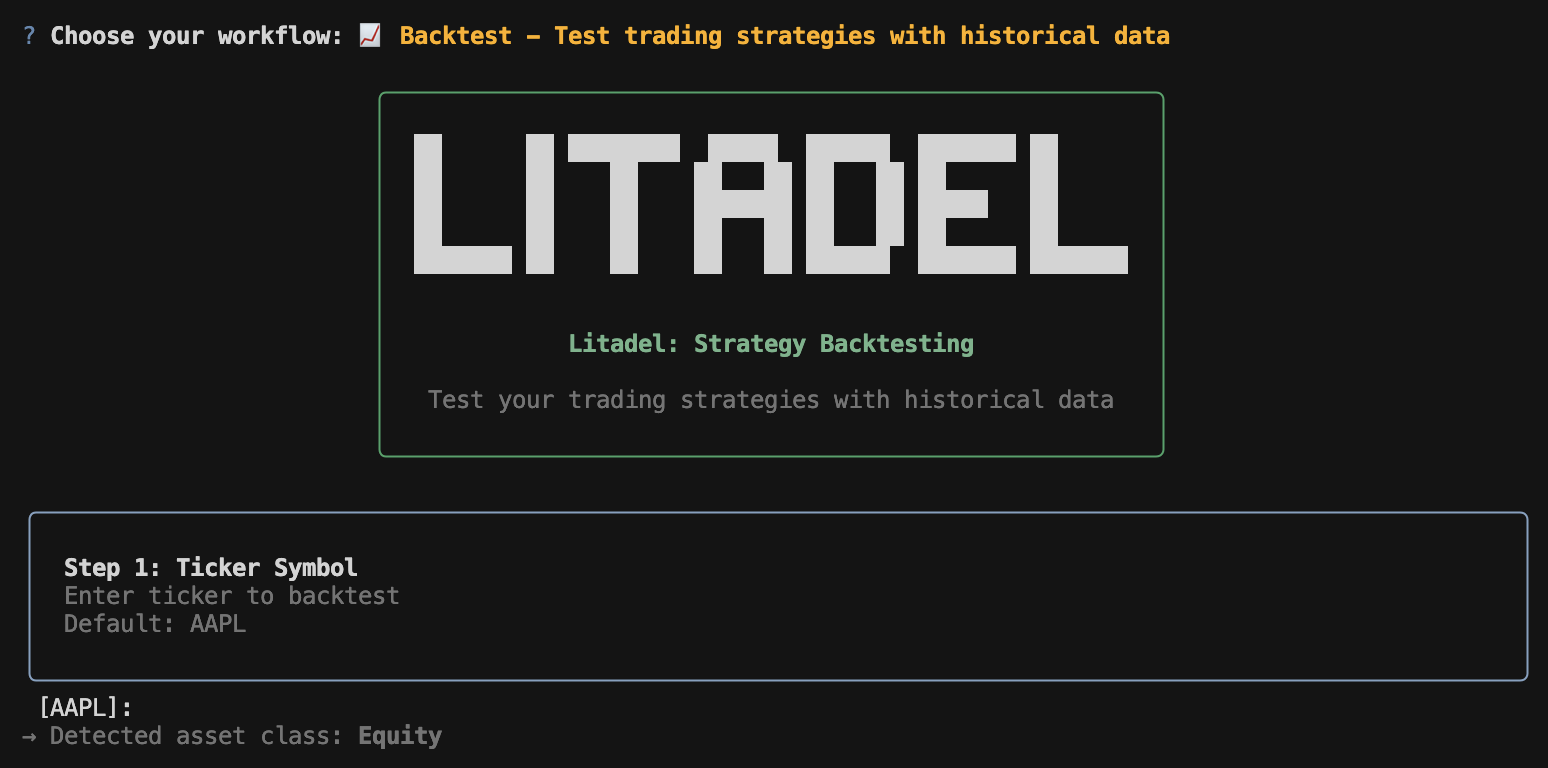 ? Choose your workflow: 📈 Backtest - Test trading strategies with historical data
LITADEL
Litadel: Strategy Backtesting
Test your trading strategies with historical data
Step 1: Ticker Symbol
Enter ticker to backtest
Default: AAPL
[AAPL]:
→ Detected asset class: Equity